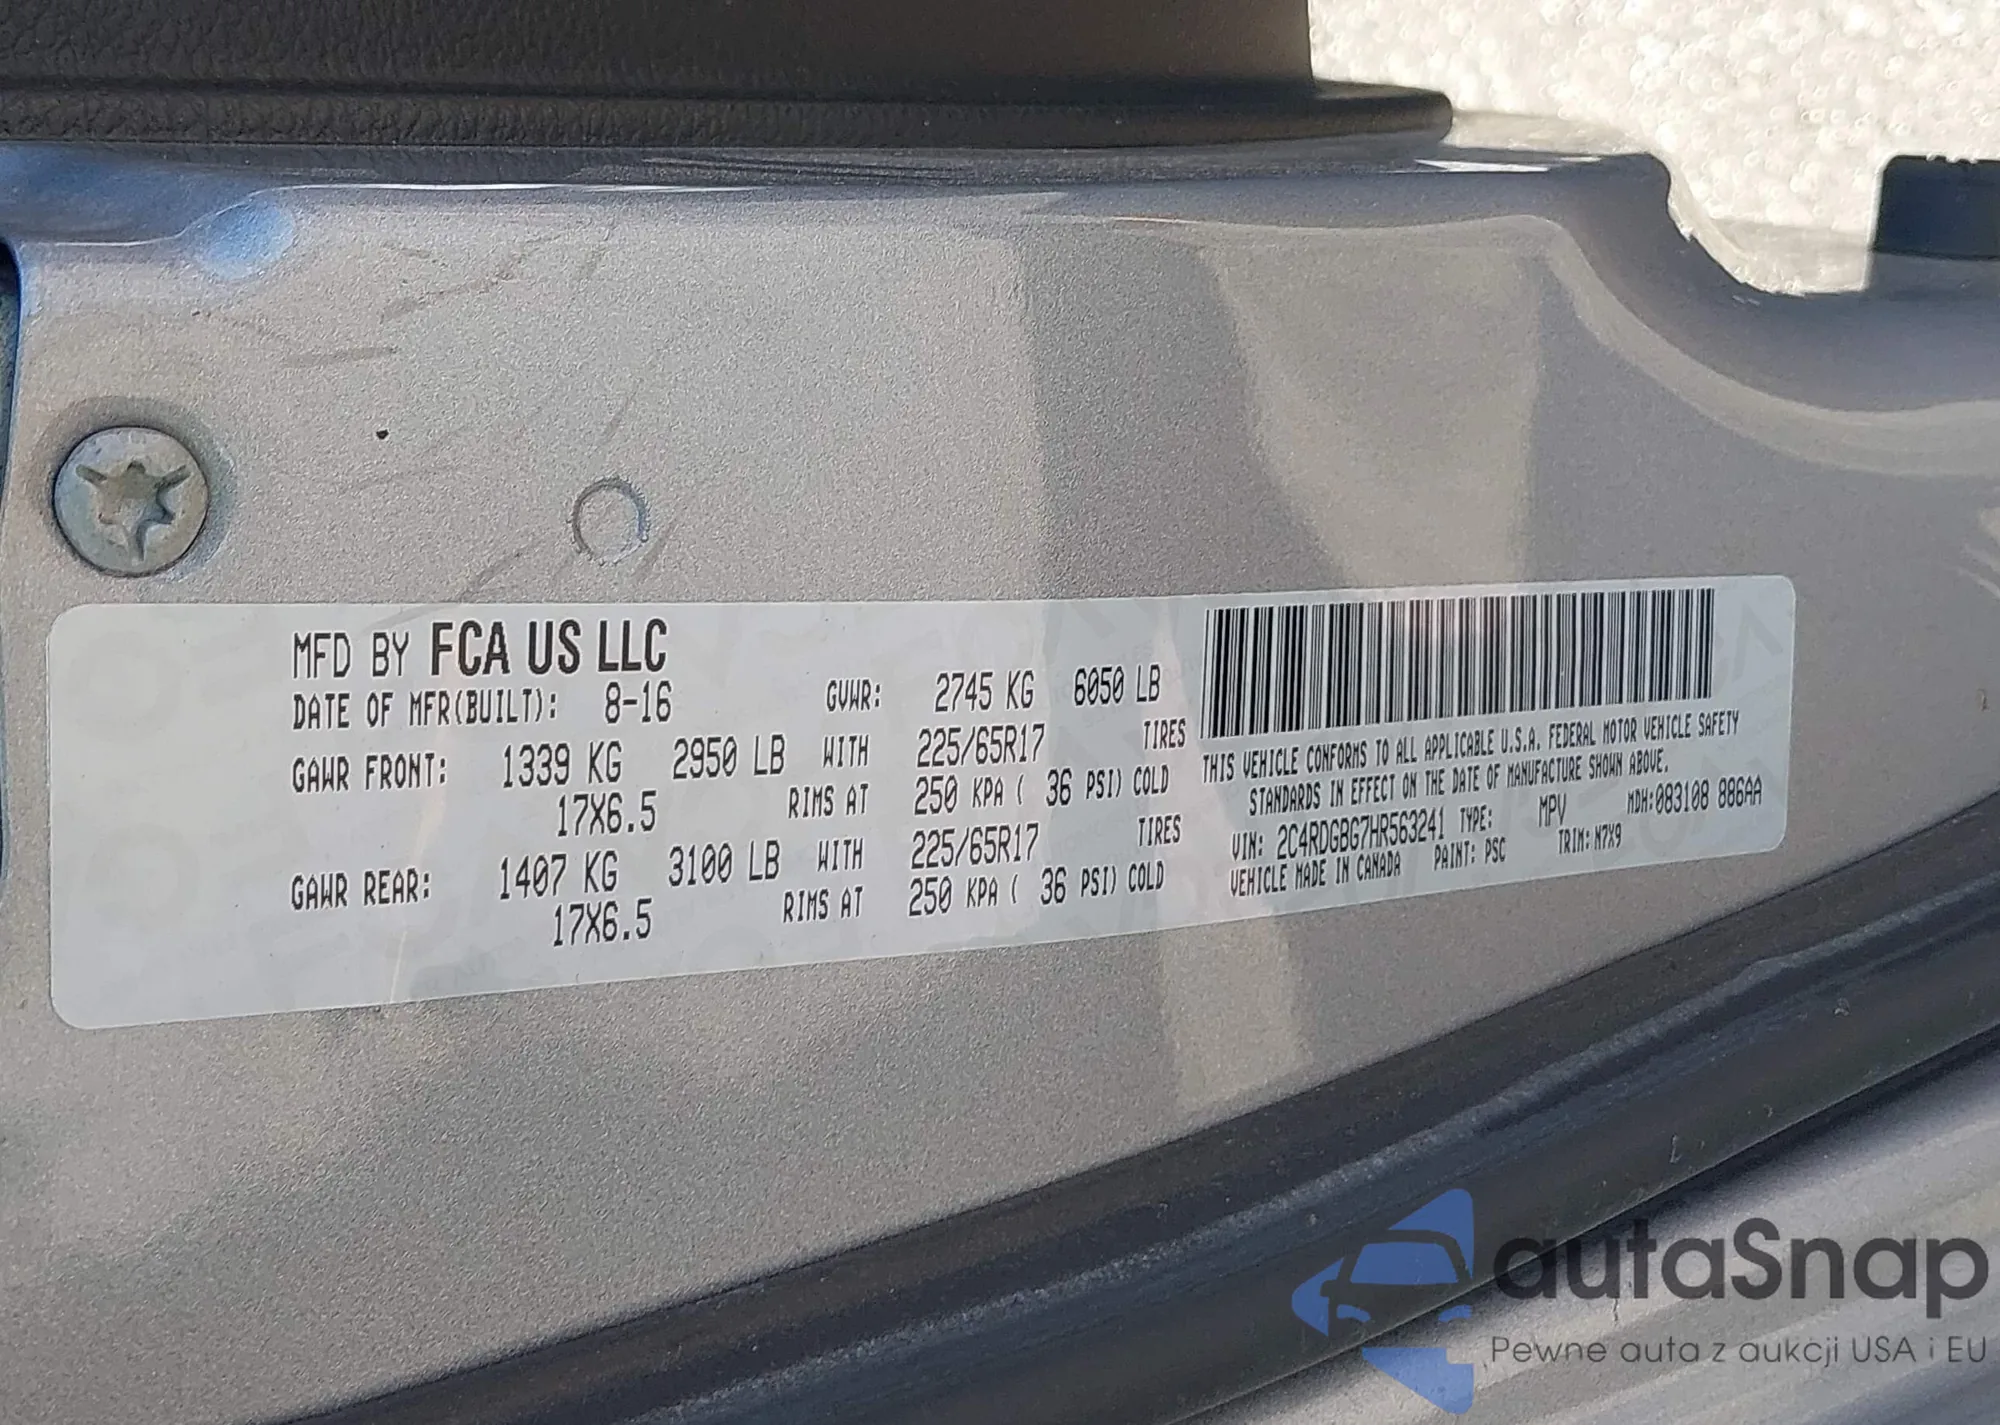 MFD BY FCA US LLC
DATE OF MFR(BUILT): 8-16 GVWR: 2745 KG 6050 LB
GAWR FRONT: 1339 KG 2950 LB WITH 225/65R17 TIRES
17X6.5 RIMS AT 250 KPA ( 36 PSI) COLD
GAWR REAR: 1407 KG 3100 LB WITH 225/65R17 TIRES
17X6.5 RIMS AT 250 KPA ( 36 PSI) COLD
THIS VEHICLE CONFORMS TO ALL APPLICABLE U.S.A. FEDERAL MOTOR VEHICLE SAFETY
STANDARDS IN EFFECT ON THE DATE OF MANUFACTURE SHOWN ABOVE.
VIN: 2C4RDGBG7HR563241 TYPE: MPV MDH:083108 886AA
VEHICLE MADE IN CANADA PAINT: PSC TRIM: N7X9
autaSnap
Pewne auta z aukcji USA i EU